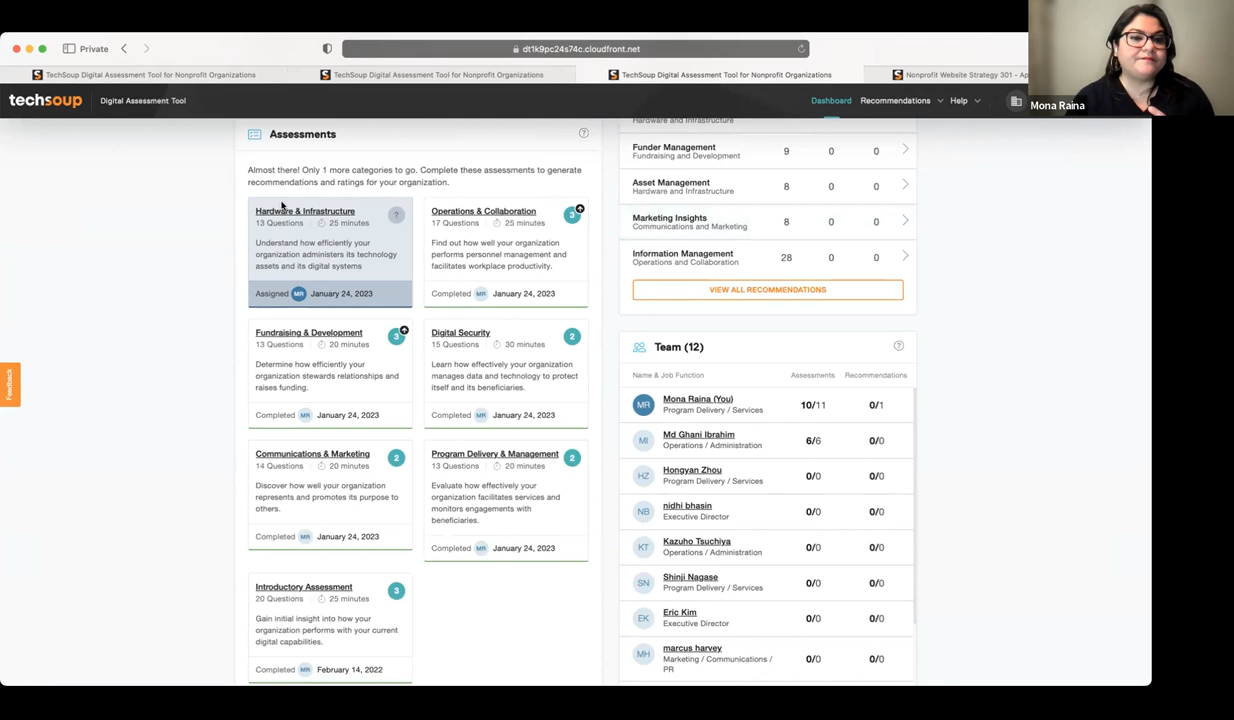 Private
dt1k9pc24s74c.cloudfront.net
TechSoup Digital Assessment Tool for Nonprofit Organizations
TechSoup Digital Assessment Tool for Nonprofit Organizations
TechSoup Digital Assessment Tool for Nonprofit Organizations
Nonprofit Website Strategy 301 - Ap
Mona Raina
techsoup
Digital Assessment Tool
Dashboard
Recommendations
Help
Assessments
?
Almost there! Only 1 more categories to go. Complete these assessments to generate
recommendations and ratings for your organization.
Hardware & Infrastructure
?
13 Questions
25 minutes
Understand how efficiently your
organization administers its technology
assets and its digital systems
Assigned MR January 24, 2023
Operations & Collaboration
3
17 Questions
25 minutes
Find out how well your organization
performs personnel management and
facilitates workplace productivity.
Completed MR January 24, 2023
Fundraising & Development
3
13 Questions
20 minutes
Determine how efficiently your
organization stewards relationships and
raises funding.
Completed MR January 24, 2023
Digital Security
2
15 Questions
30 minutes
Learn how effectively your organization
manages data and technology to protect
itself and its beneficiaries.
Completed MR January 24, 2023
Communications & Marketing
2
14 Questions
20 minutes
Discover how well your organization
represents and promotes its purpose to
others.
Completed MR January 24, 2023
Program Delivery & Management
2
13 Questions
20 minutes
Evaluate how effectively your
organization facilitates services and
monitors engagements with
beneficiaries.
Completed MR January 24, 2023
Introductory Assessment
3
20 Questions
25 minutes
Gain initial insight into how your
organization performs with your current
digital capabilities.
Completed MR February 14, 2022
Feedback
Hardware and Infrastructure
Funder Management
Fundraising and Development
9 0 0
Asset Management
Hardware and Infrastructure
8 0 0
Marketing Insights
Communications and Marketing
8 0 0
Information Management
Operations and Collaboration
28 0 0
VIEW ALL RECOMMENDATIONS
Team (12)
?
Name & Job Function Assessments Recommendations
MR Mona Raina (You) 10/11 0/1
Program Delivery / Services
MI Md Ghani Ibrahim 6/6 0/0
Operations / Administration
HZ Hongyan Zhou 0/0 0/0
Program Delivery / Services
NB nidhi bhasin 0/0 0/0
Executive Director
KT Kazuho Tsuchiya 0/0 0/0
Operations / Administration
SN Shinji Nagase 0/0 0/0
Program Delivery / Services
EK Eric Kim 0/0 0/0
Executive Director
MH marcus harvey 0/0 0/0
Marketing / Communications /
PR